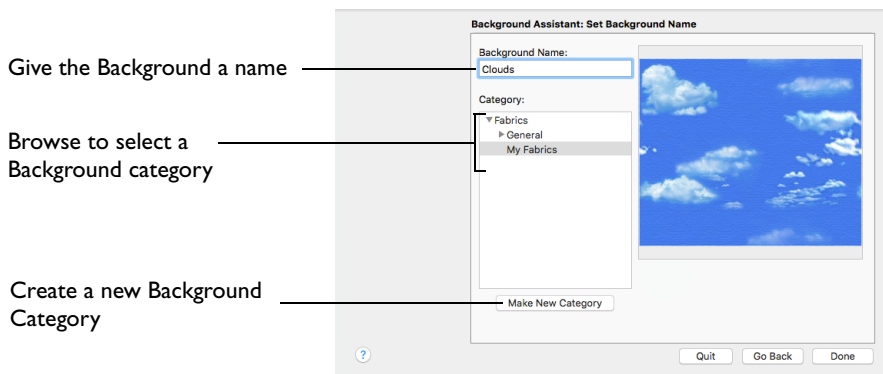 Background Assistant: Set Background Name
Give the Background a name
Background Name:
Clouds
Category:
Browse to select a
Background category
Fabrics
General
My Fabrics
Create a new Background
Category
Make New Category
?
Quit
Go Back
Done